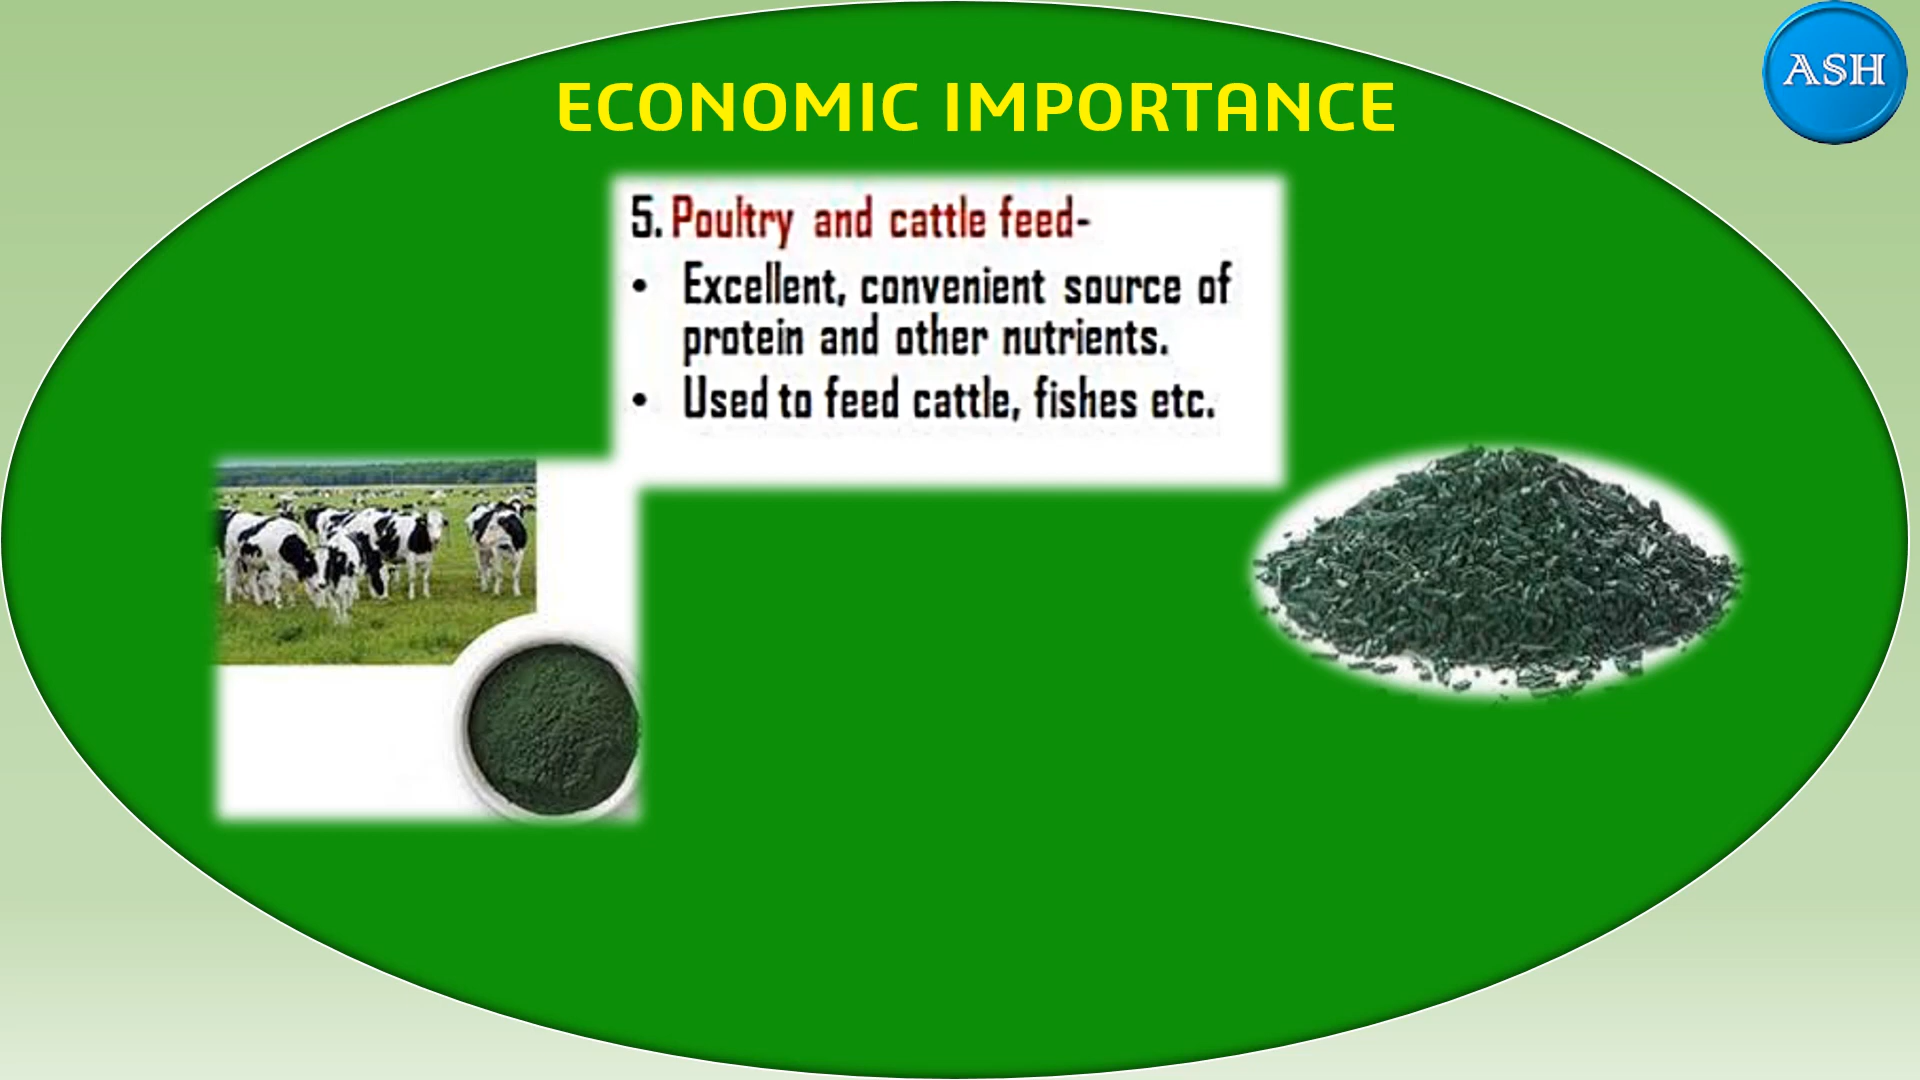 ASH
ECONOMIC IMPORTANCE
5. Poultry and cattle feed-
• Excellent, convenient source of
protein and other nutrients.
• Used to feed cattle, fishes etc.